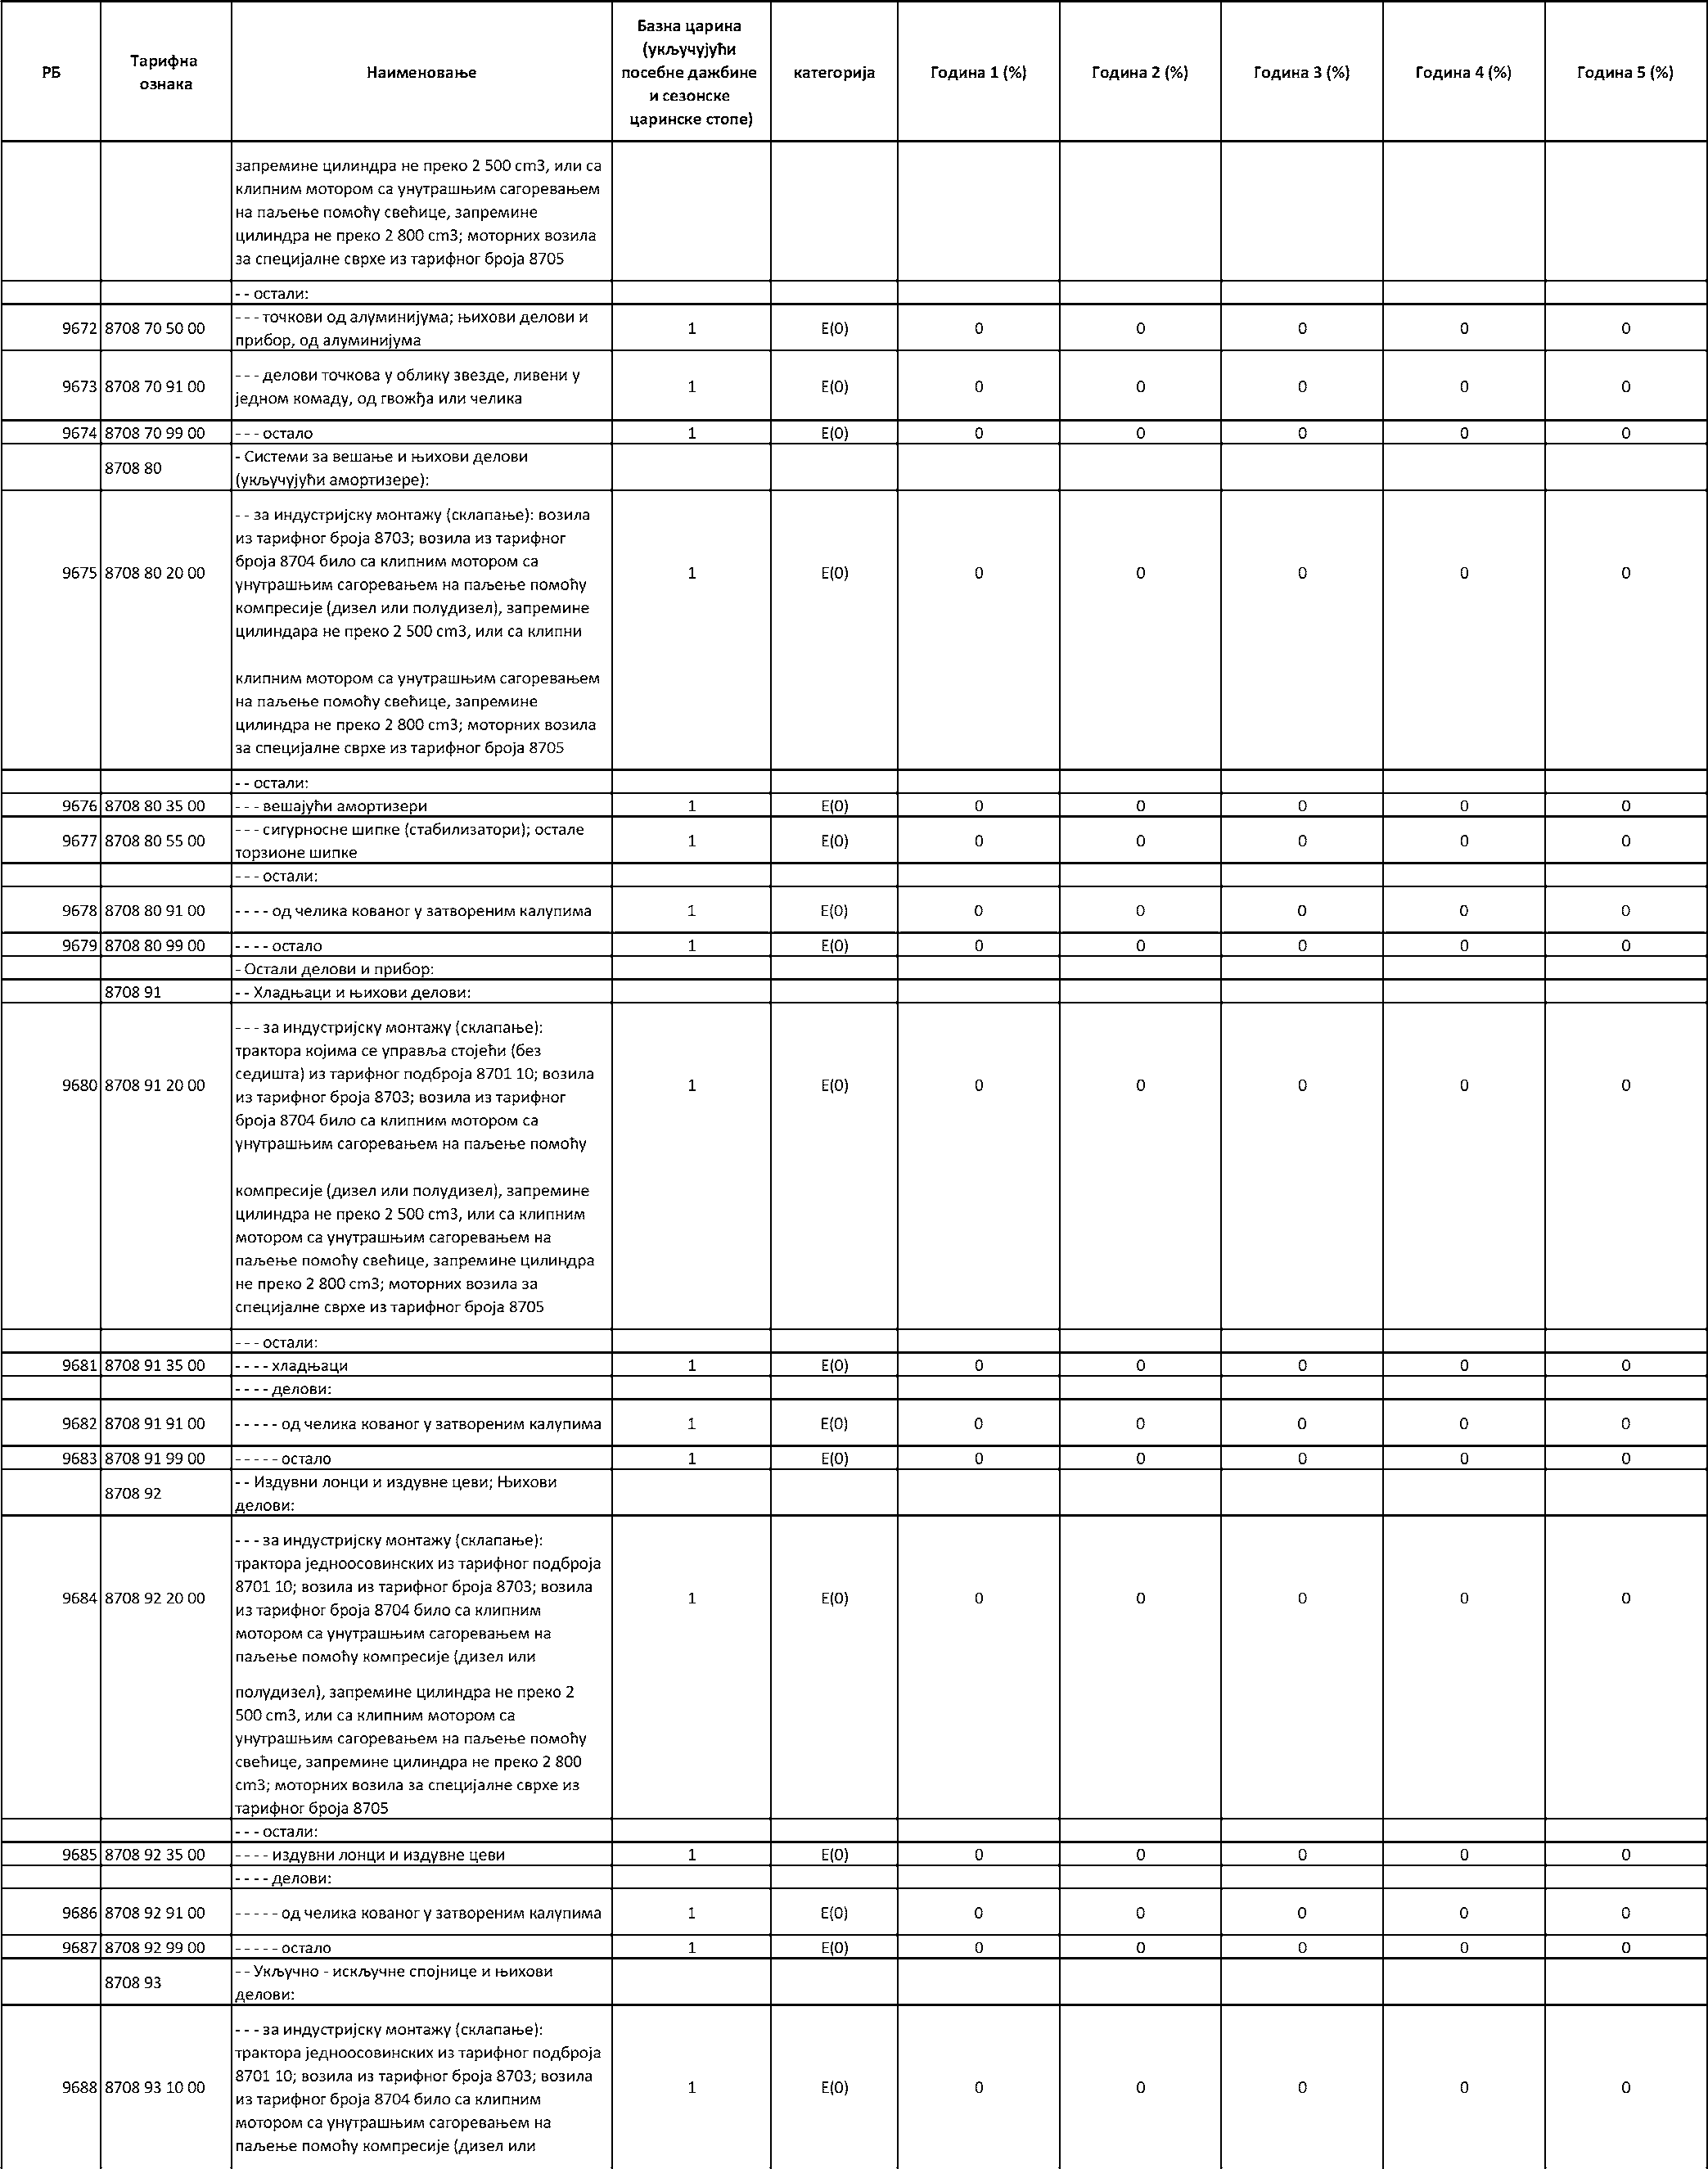 РБ Тарифна ознака Наименовање Базна царина (укључујући посебне дажбине и сезонске царинске стопе) категорија Година 1 (%) Година 2 (%) Година 3 (%) Година 4 (%) Година 5 (%)
запремине цилиндра не преко 2 500 cm3, или са
клипним мотором са унутрашњим сагоревањем
на паљење помоћу свећице, запремине
цилиндра не преко 2 800 cm3; моторних возила
за специјалне сврхе из тарифног броја 8705
- - остали:
9672 8708 70 50 00 - - - точкови од алуминијума; њихови делови и 1 E(0) 0 0 0 0 0
прибор, од алуминијума
9673 8708 70 91 00 - - - делови точкова у облику звезде, ливени у 1 E(0) 0 0 0 0 0
једном комаду, од гвожђа или челика
9674 8708 70 99 00 - - - остало 1 E(0) 0 0 0 0 0
8708 80 - Системи за вешање и њихови делови
(укључујући амортизере):
- - за индустријску монтажу (склапање): возила
из тарифног броја 8703; возила из тарифног
броја 8704 било са клипним мотором са
9675 8708 80 20 00 унутрашњим сагоревањем на паљење помоћу 1 E(0) 0 0 0 0 0
компресије (дизел или полудизел), запремине
цилиндара не преко 2 500 cm3, или са клипни
клипним мотором са унутрашњим сагоревањем
на паљење помоћу свећице, запремине
цилиндра не преко 2 800 cm3; моторних возила
за специјалне сврхе из тарифног броја 8705
- - остали:
9676 8708 80 35 00 - - - вешајући амортизери 1 E(0) 0 0 0 0 0
9677 8708 80 55 00 - - - сигурносне шипке (стабилизатори); остале 1 E(0) 0 0 0 0 0
торзионе шипке
- - - остали:
9678 8708 80 91 00 - - - - од челика кованог у затвореним калупима 1 E(0) 0 0 0 0 0
9679 8708 80 99 00 - - - - остало 1 E(0) 0 0 0 0 0
- Остали делови и прибор:
8708 91 - - Хладњаци и њихови делови:
- - - за индустријску монтажу (склапање):
трактора којима се управља стојећи (без
седишта) из тарифног подброја 8701 10; возила
9680 8708 91 20 00 из тарифног броја 8703; возила из тарифног 1 E(0) 0 0 0 0 0
броја 8704 било са клипним мотором са
унутрашњим сагоревањем на паљење помоћу
компресије (дизел или полудизел), запремине
цилиндра не преко 2 500 cm3, или са клипним
мотором са унутрашњим сагоревањем на
паљење помоћу свећице, запремине цилиндра
не преко 2 800 cm3; моторних возила за
специјалне сврхе из тарифног броја 8705
- - - остали:
9681 8708 91 35 00 - - - - хладњаци 1 E(0) 0 0 0 0 0
- - - - делови:
9682 8708 91 91 00 - - - - - од челика кованог у затвореним калупима 1 E(0) 0 0 0 0 0
9683 8708 91 99 00 - - - - - остало 1 E(0) 0 0 0 0 0
8708 92 - - Издувни лонци и издувне цеви; Њихови
делови:
- - - за индустријску монтажу (склапање):
трактора једноосовинских из тарифног подброја
8701 10; возила из тарифног броја 8703; возила
9684 8708 92 20 00 из тарифног броја 8704 било са клипним 1 E(0) 0 0 0 0 0
мотором са унутрашњим сагоревањем на
паљење помоћу компресије (дизел или
полудизел), запремине цилиндра не преко 2
500 cm3, или са клипним мотором са
унутрашњим сагоревањем на паљење помоћу
свећице, запремине цилиндра не преко 2 800
cm3; моторних возила за специјалне сврхе из
тарифног броја 8705
- - - остали:
9685 8708 92 35 00 - - - - издувни лонци и издувне цеви 1 E(0) 0 0 0 0 0
- - - - делови:
9686 8708 92 91 00 - - - - - од челика кованог у затвореним калупима 1 E(0) 0 0 0 0 0
9687 8708 92 99 00 - - - - - остало 1 E(0) 0 0 0 0 0
8708 93 - - Укључно - искључне спојнице и њихови
делови:
- - - за индустријску монтажу (склапање):
трактора једноосовинских из тарифног подброја
8701 10; возила из тарифног броја 8703; возила
9688 8708 93 10 00 из тарифног броја 8704 било са клипним 1 E(0) 0 0 0 0 0
мотором са унутрашњим сагоревањем на
паљење помоћу компресије (дизел или